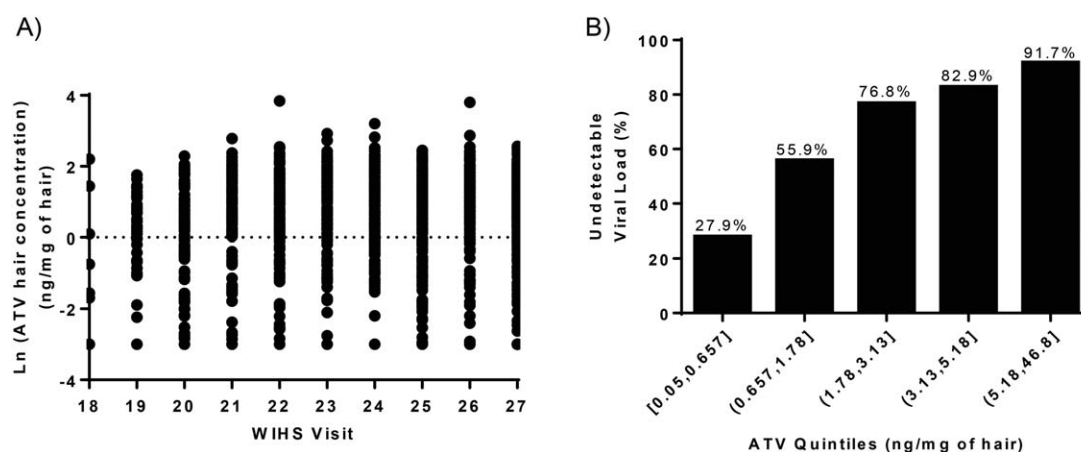 A)
Ln (ATV hair concentration)
(ng/mg of hair)
4
2
0
-2
-4
18 19 20 21 22 23 24 25 26 27
WIHS Visit
B)
Undetectable
Viral Load (%)
100
80
60
40
20
0
27.9%
55.9%
76.8%
82.9%
91.7%
[0.05,0.657]
(0.657,1.78]
(1.78,3.13]
(3.13,5.18]
(5.18,46.8]
ATV Quintiles (ng/mg of hair)